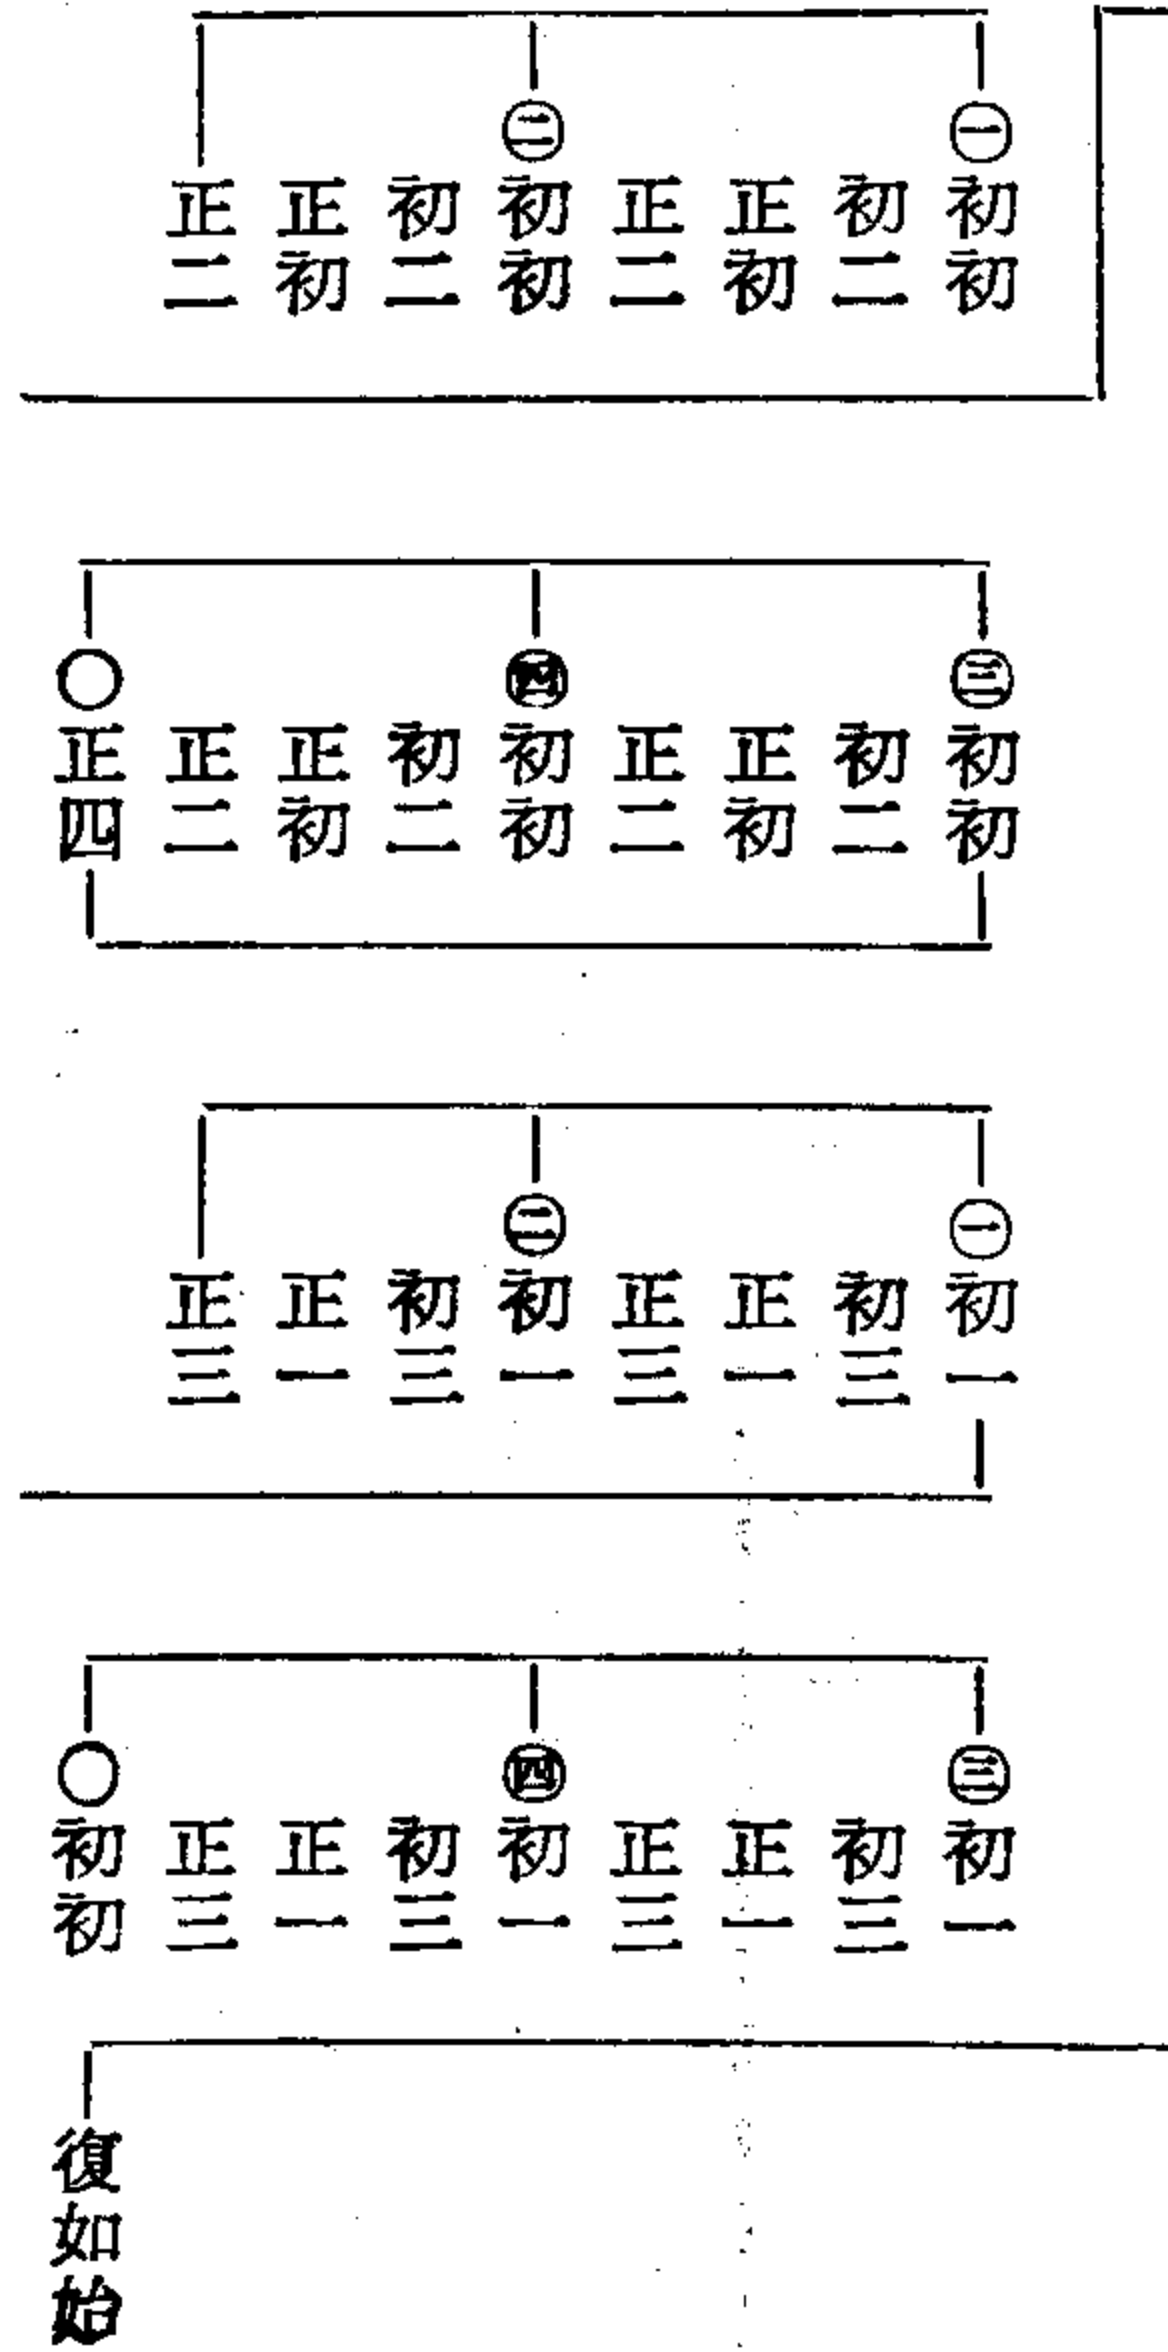 ㊀初初
初二
正初
正二
㊁初初
初二
正初
正二
㊂初初
初二
正初
正二
㊃初初
初二
正初
正二
○正四
㊀初一
初三
正一
正三
㊁初一
初三
正一
正三
㊂初一
初三
正一
正三
㊃初一
初三
正一
正三
○初初
復如始